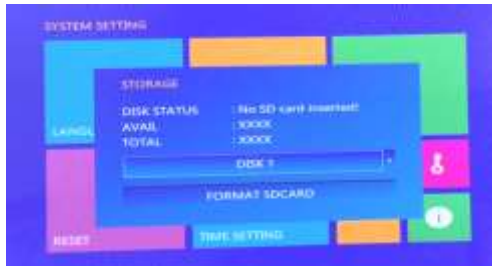 SYSTEM SETTING
STORAGE
DISK STATUS : No SD card inserted!
AVAIL : XXXX
TOTAL : XXXX
DISK 1
FORMAT SDCARD
RESET
TIME SETTING